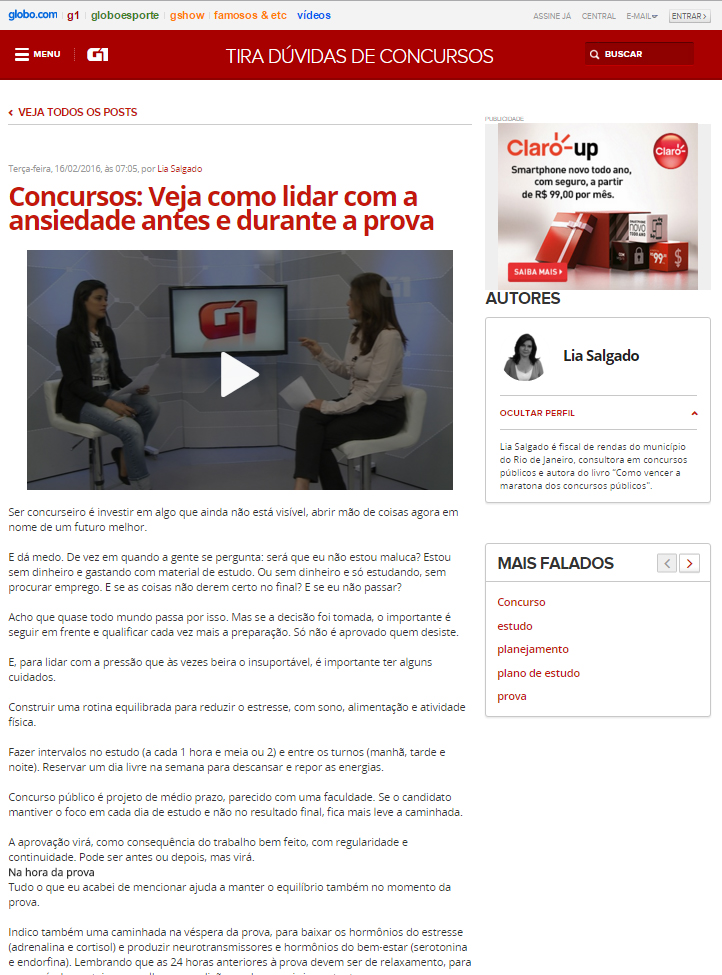 globo.com g1 globoesporte gshow famosos & etc vídeos ASSINE JÁ CENTRAL E-MAIL ENTRAR
MENU G1 TIRA DÚVIDAS DE CONCURSOS BUSCAR
VEJA TODOS OS POSTS
Terça-feira, 16/02/2016, às 07:05, por Lia Salgado
Concursos: Veja como lidar com a
ansiedade antes e durante a prova
G1
G1
Ser concurseiro é investir em algo que ainda não está visível, abrir mão de coisas agora em
nome de um futuro melhor.
E dá medo. De vez em quando a gente se pergunta: será que eu não estou maluca? Estou
sem dinheiro e gastando com material de estudo. Ou sem dinheiro e só estudando, sem
procurar emprego. E se as coisas não derem certo no final? E se eu não passar?
Acho que quase todo mundo passa por isso. Mas se a decisão foi tomada, o importante é
seguir em frente e qualificar cada vez mais a preparação. Só não é aprovado quem desiste.
E, para lidar com a pressão que às vezes beira o insuportável, é importante ter alguns
cuidados.
Construir uma rotina equilibrada para reduzir o estresse, com sono, alimentação e atividade
física.
Fazer intervalos no estudo (a cada 1 hora e meia ou 2) e entre os turnos (manhã, tarde e
noite). Reservar um dia livre na semana para descansar e repor as energias.
Concurso público é projeto de médio prazo, parecido com uma faculdade. Se o candidato
mantiver o foco em cada dia de estudo e não no resultado final, fica mais leve a caminhada.
A aprovação virá, como consequência do trabalho bem feito, com regularidade e
continuidade. Pode ser antes ou depois, mas virá.
Na hora da prova
Tudo o que eu acabei de mencionar ajuda a manter o equilíbrio também no momento da
prova.
Indico também uma caminhada na véspera da prova, para baixar os hormônios do estresse
(adrenalina e cortisol) e produzir neurotransmissores e hormônios do bem-estar (serotonina
e endorfina). Lembrando que as 24 horas anteriores à prova devem ser de relaxamento, para
PUBLICIDADE
Claro-up
Claro
Smartphone novo todo ano,
com seguro, a partir
de R$ 99,00 por mês.
SMARTPHONE
NOVO
TODO ANO
R$99,00
$
SAIBA MAIS
AUTORES
Lia Salgado
OCULTAR PERFIL
Lia Salgado é fiscal de rendas do município
do Rio de Janeiro, consultora em concursos
públicos e autora do livro "Como vencer a
maratona dos concursos públicos".
MAIS FALADOS
Concurso
estudo
planejamento
plano de estudo
prova